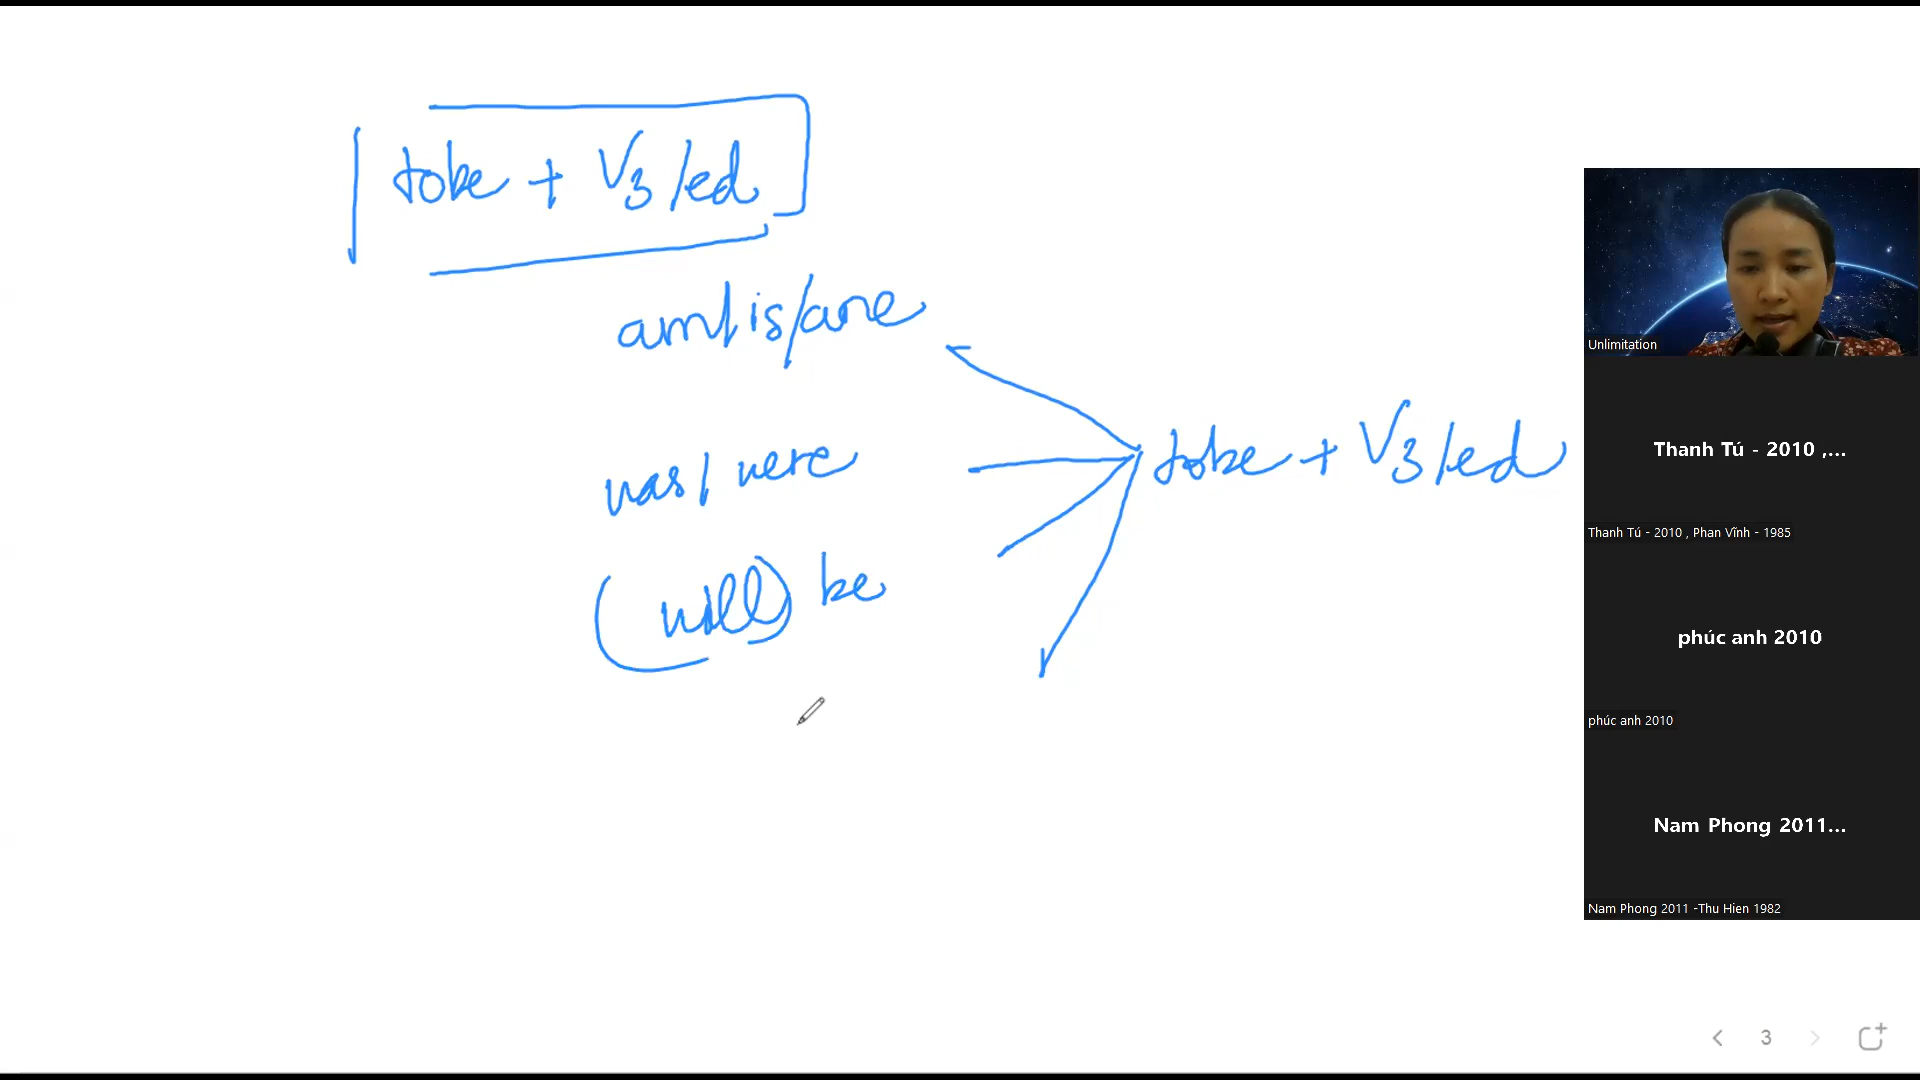 tobe + V3/ed
am/is/are
was/were
tobe + V3/ed
(will) be
Unlimitation
Thanh Tú - 2010 ,...
Thanh Tú - 2010 , Phan Vĩnh - 1985
phúc anh 2010
phúc anh 2010
Nam Phong 2011...
Nam Phong 2011 -Thu Hien 1982
3